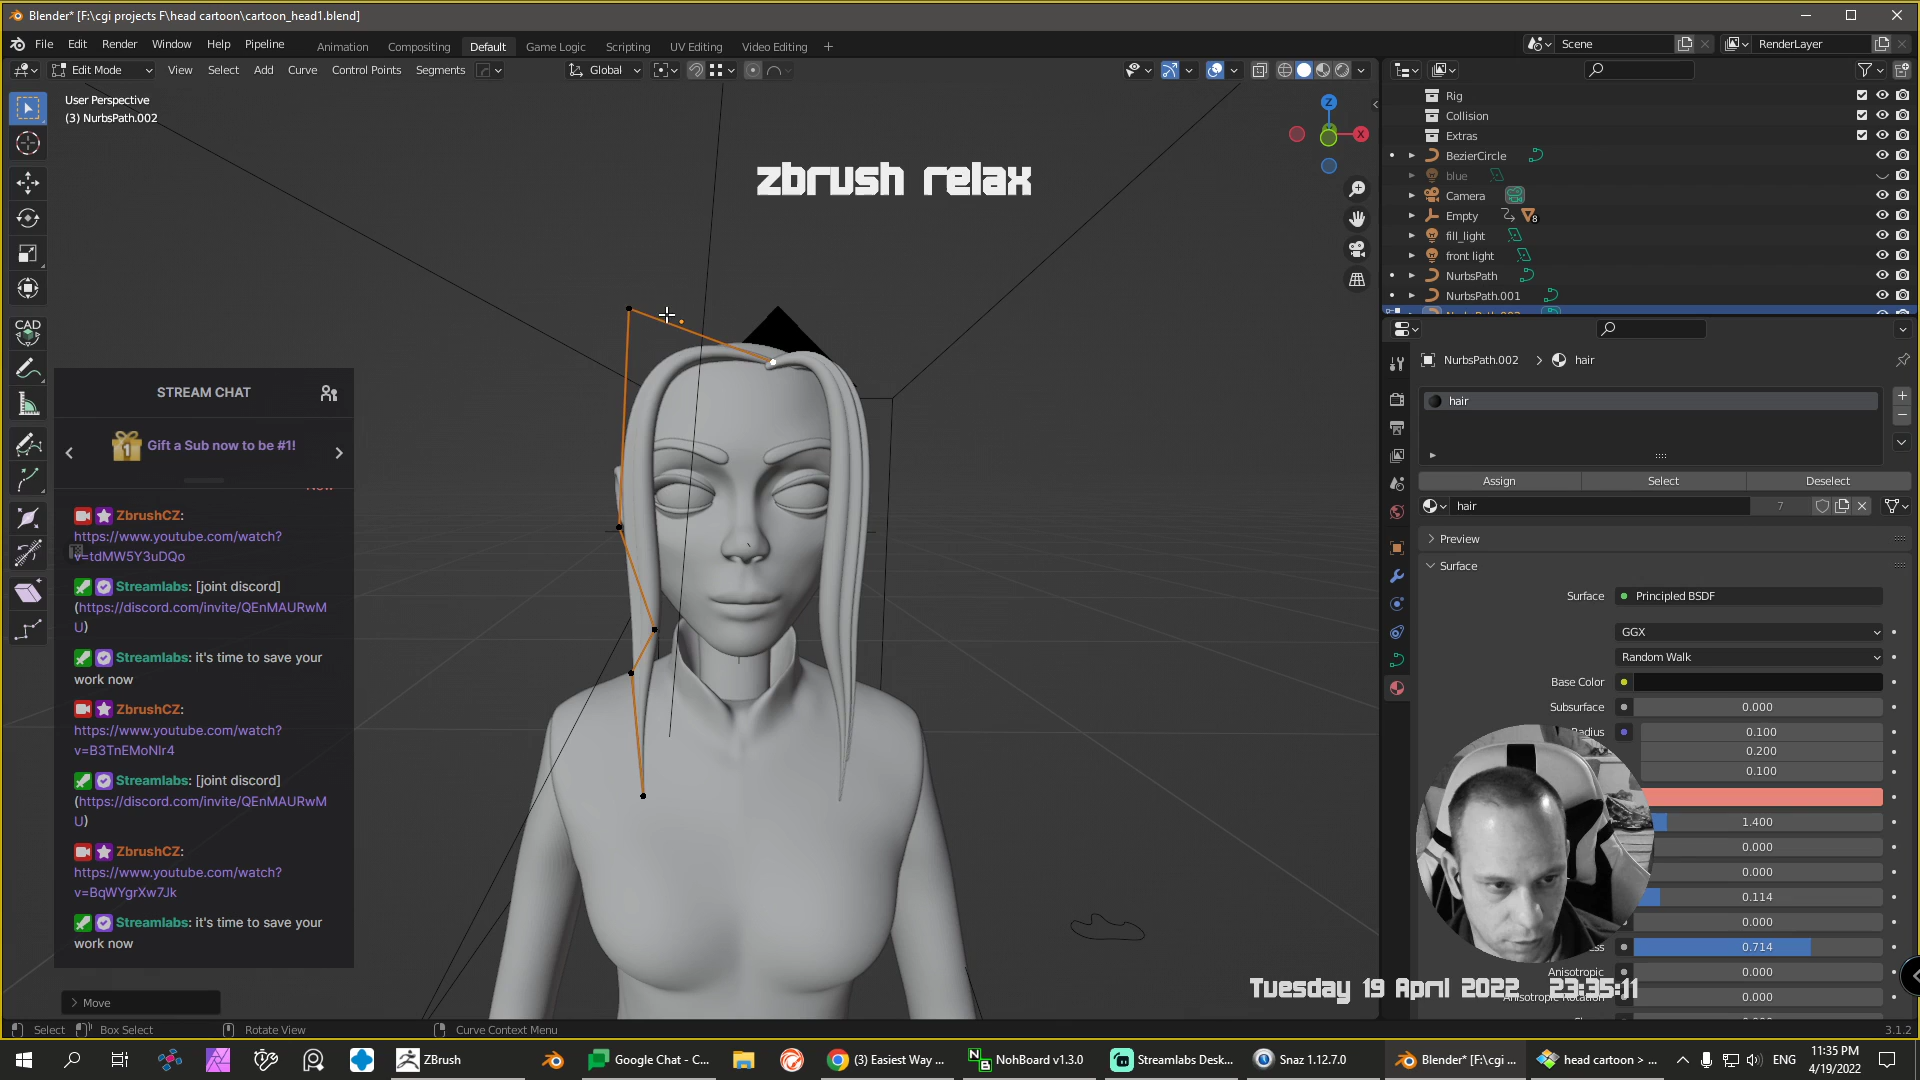 Blender* [F:\cgi projects F\head cartoon\cartoon_head1.blend]
File Edit Render Window Help Pipeline
Animation Compositing Default Game Logic Scripting UV Editing Video Editing +
Scene RenderLayer
Edit Mode View Select Add Curve Control Points Segments Global
User Perspective
(3) NurbsPath.002
zbrush relax
Z
X
CAD
Rig
Collision
Extras
BezierCircle
blue
Camera
Empty 8
fill_light
front light
NurbsPath
NurbsPath.001
NurbsPath.002 > hair
hair
Assign Select Deselect
hair 7
Preview
Surface
Surface Principled BSDF
GGX
Random Walk
Base Color
Subsurface 0.000
0.100
0.200
0.100
1.400
0.000
0.000
0.114
0.000
0.714
Anisotropic 0.000
Anisotropic Rotation 0.000
STREAM CHAT
1 Gift a Sub now to be #1!
ZbrushCZ:
https://www.youtube.com/watch?
v=tdMW5Y3uDQo
Streamlabs: [joint discord]
(https://discord.com/invite/QEnMAURwM
U)
Streamlabs: it's time to save your
work now
ZbrushCZ:
https://www.youtube.com/watch?
v=B3TnEMoNIr4
Streamlabs: [joint discord]
(https://discord.com/invite/QEnMAURwM
U)
ZbrushCZ:
https://www.youtube.com/watch?
v=BqWYgrXw7Jk
Streamlabs: it's time to save your
work now
Tuesday 19 April 2022 23:35:11
> Move
Select Box Select Rotate View Curve Context Menu 3.1.2
ZBrush Google Chat - C... (3) Easiest Way ... NohBoard v1.3.0 Streamlabs Desk... Snaz 1.12.7.0 Blender* [F:\cgi ... head cartoon > ... ENG
11:35 PM
4/19/2022